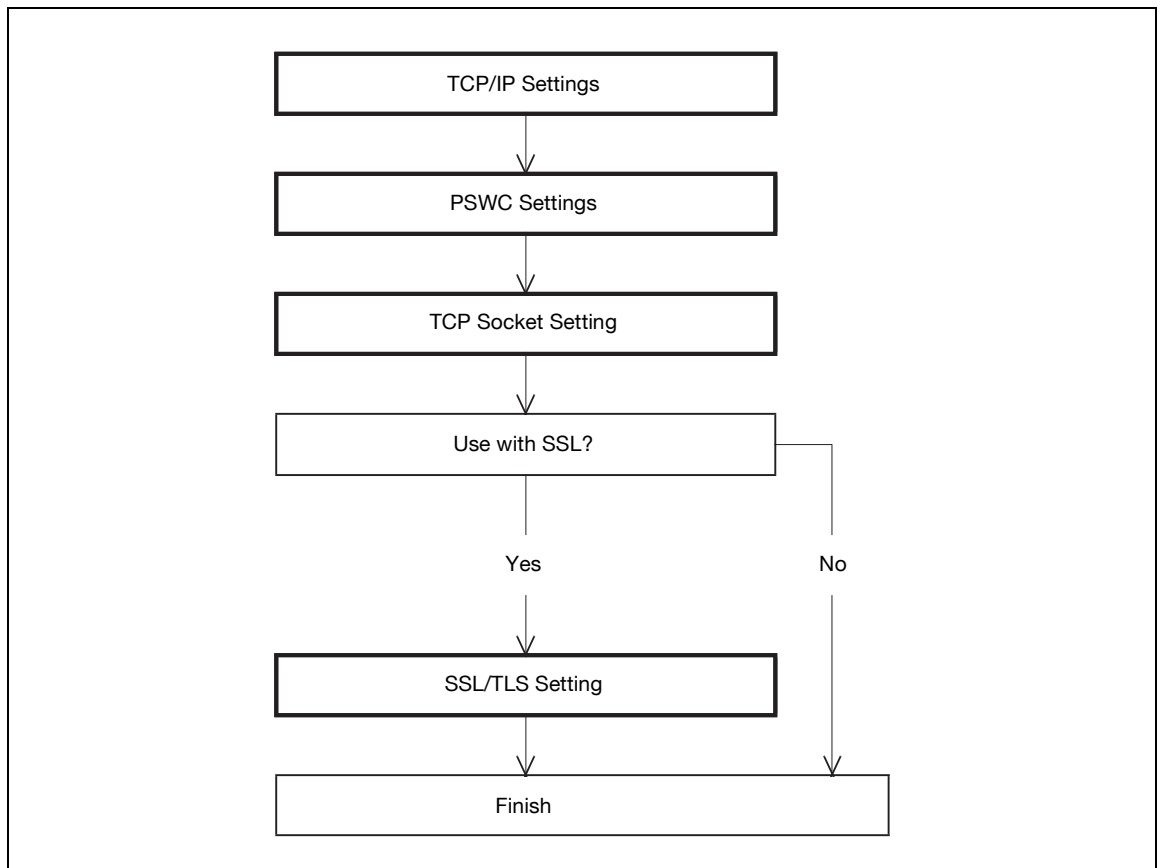 TCP/IP Settings
PSWC Settings
TCP Socket Setting
Use with SSL?
Yes
No
SSL/TLS Setting
Finish